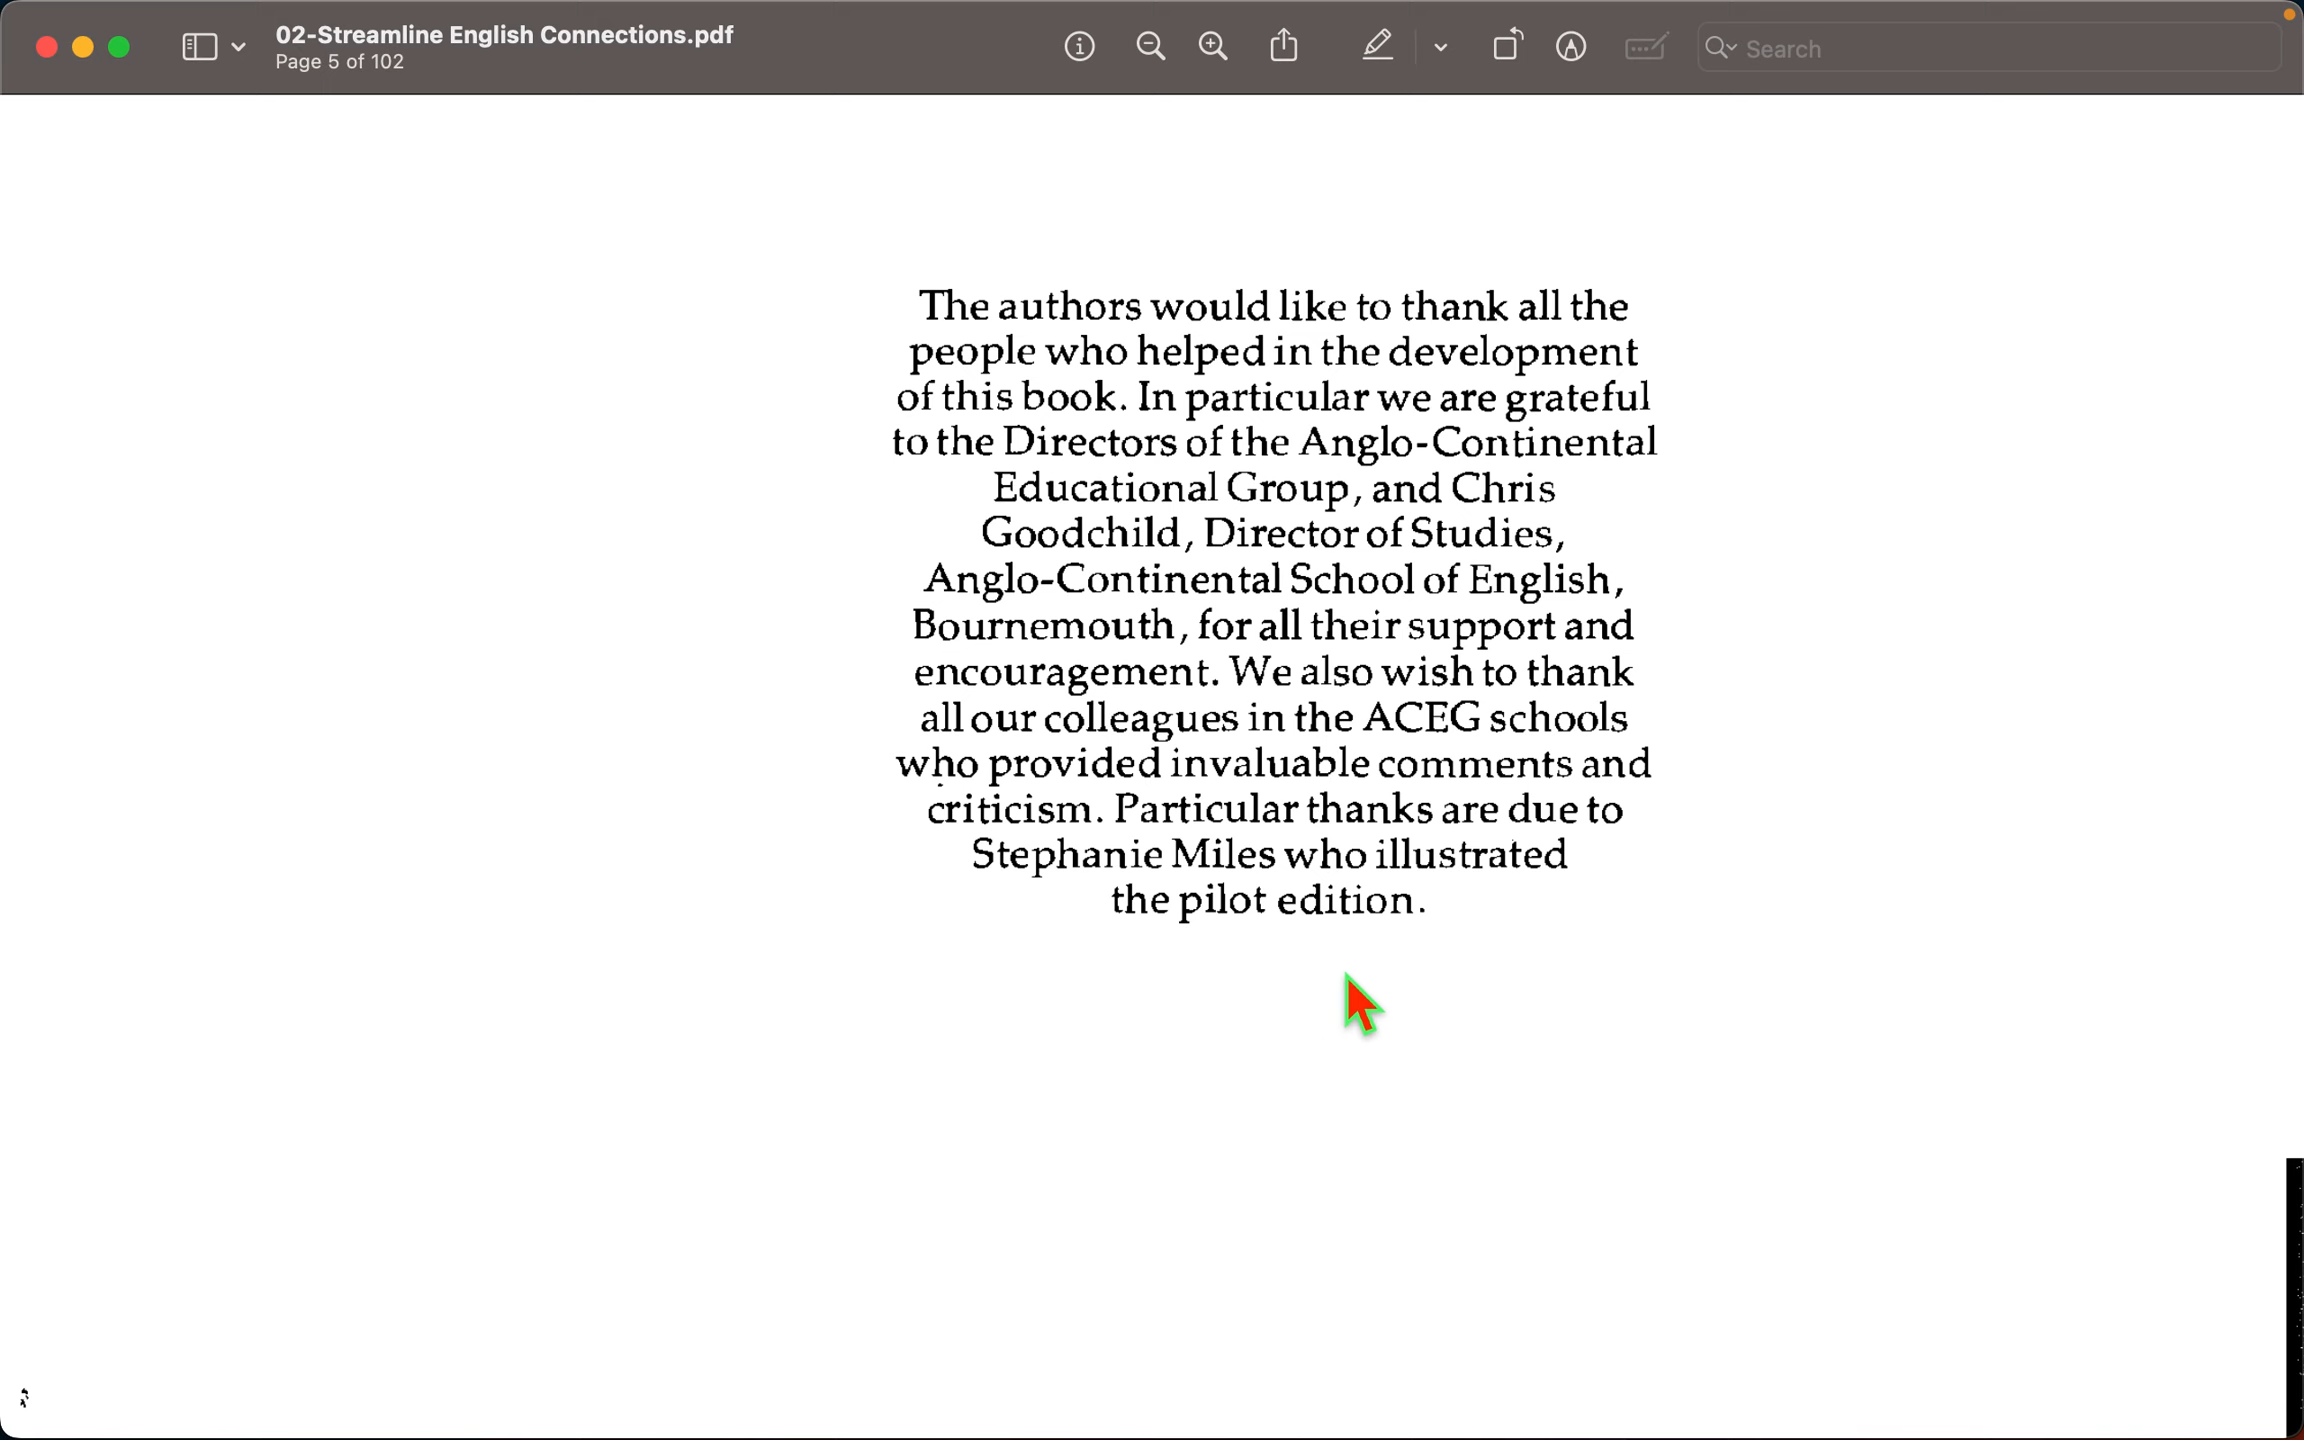 02-Streamline English Connections.pdf
Page 5 of 102
Search
The authors would like to thank all the
people who helped in the development
of this book. In particular we are grateful
to the Directors of the Anglo-Continental
Educational Group, and Chris
Goodchild, Director of Studies,
Anglo-Continental School of English,
Bournemouth, for all their support and
encouragement. We also wish to thank
all our colleagues in the ACEG schools
who provided invaluable comments and
criticism. Particular thanks are due to
Stephanie Miles who illustrated
the pilot edition.